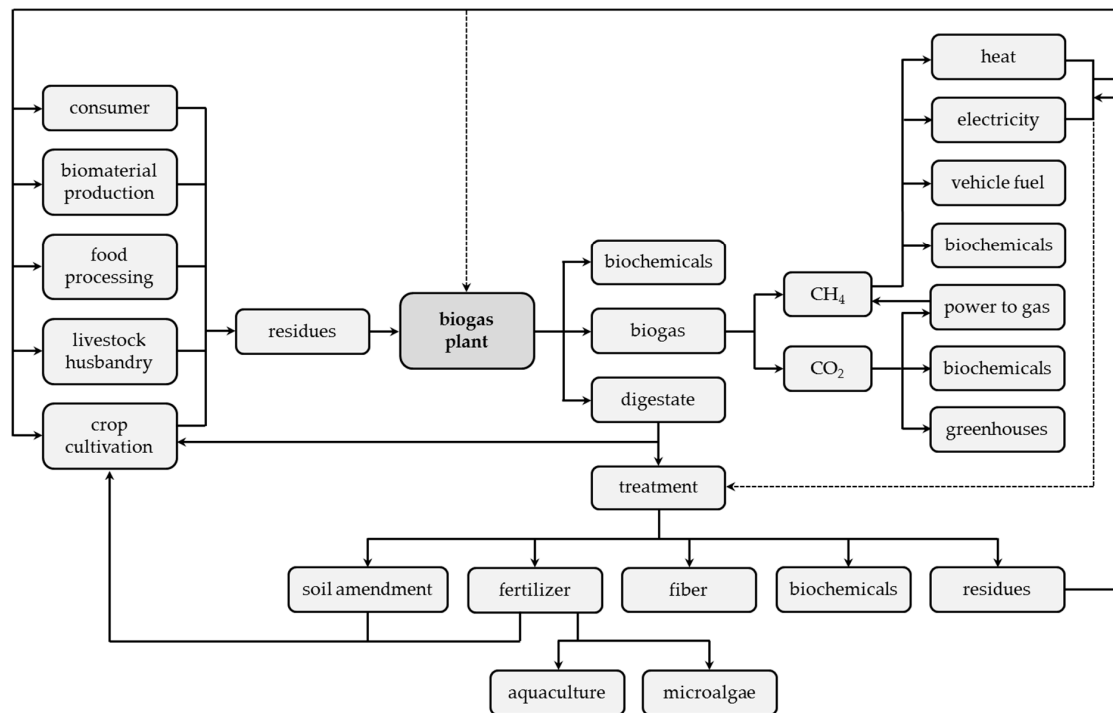 consumer
biomaterial
production
food
processing
livestock
husbandry
crop
cultivation
residues
biogas
plant
biochemicals
biogas
digestate
CH₄
CO₂
heat
electricity
vehicle fuel
biochemicals
power to gas
biochemicals
greenhouses
treatment
soil amendment
fertilizer
fiber
biochemicals
residues
aquaculture
microalgae